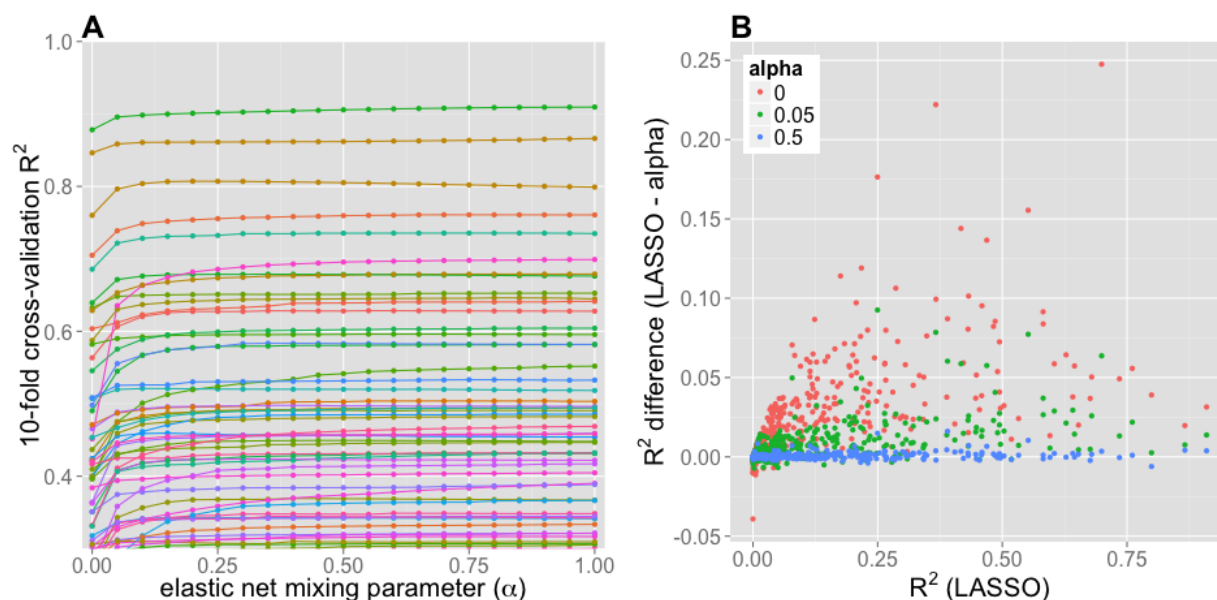 A
1.0
0.8
0.6
0.4
10-fold cross-validation R²
0.00 0.25 0.50 0.75 1.00
elastic net mixing parameter (α)
B
0.25
0.20
0.15
0.10
0.05
0.00
-0.05
R² difference (LASSO - alpha)
alpha
0
0.05
0.5
0.00 0.25 0.50 0.75
R² (LASSO)